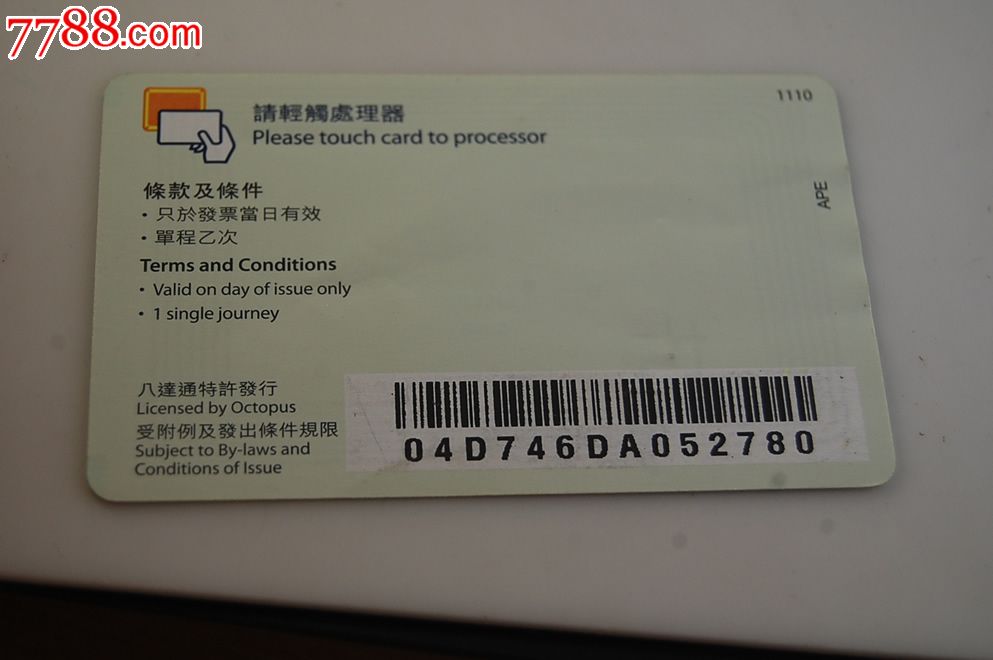 7788.com
1110
請輕觸處理器
Please touch card to processor
APE
條款及條件
· 只於發票當日有效
· 單程乙次
Terms and Conditions
· Valid on day of issue only
· 1 single journey
八達通特許發行
Licensed by Octopus
受附例及發出條件規限
Subject to By-laws and
Conditions of Issue
04D746DA052780